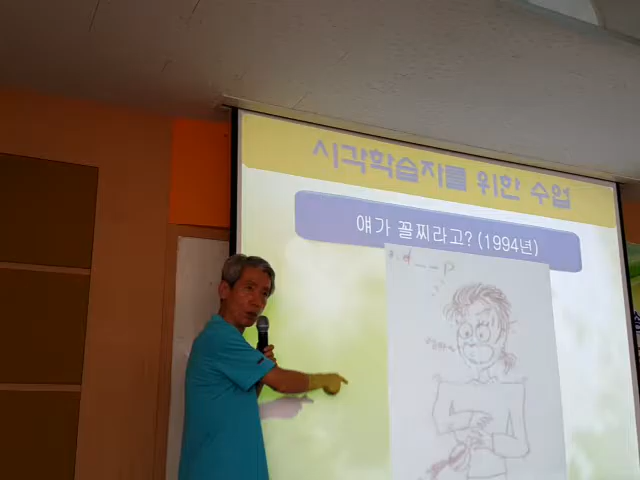 시각학습자를 위한 수업
얘가 꼴찌라고? (1994년)
a. d _ _ p